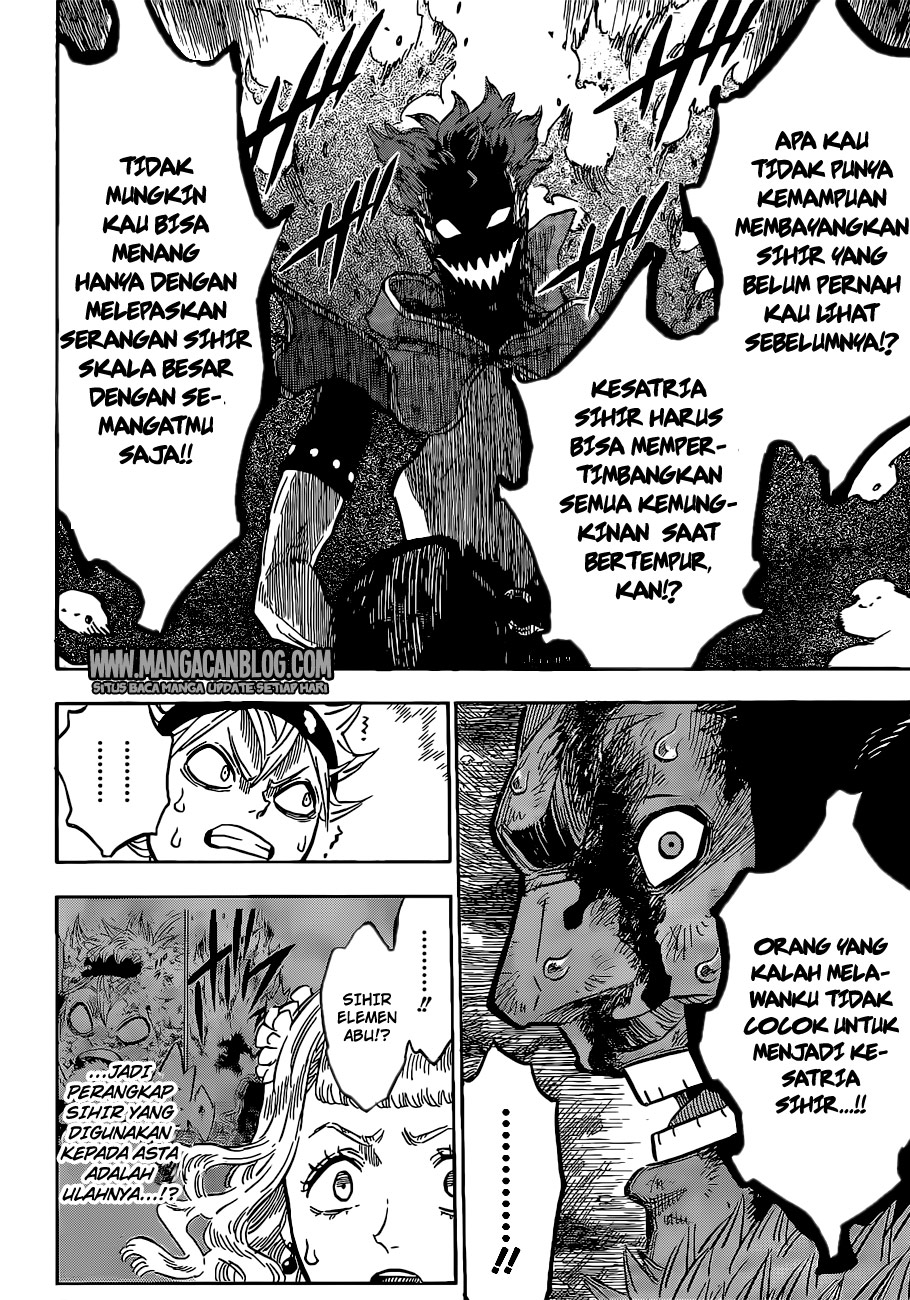 APA KAU
TIDAK PUNYA
KEMAMPUAN
MEMBAYANGKAN
SIHIR YANG
BELUM PERNAH
KAU LIHAT
SEBELUMNYA!?
KESATRIA
SIHIR HARUS
BISA MEMPER-
TIMBANGKAN
SEMUA KEMUNG-
KINAN SAAT
BERTEMPUR,
KAN!?
TIDAK
MUNGKIN
KAU BISA
MENANG
HANYA DENGAN
MELEPASKAN
SERANGAN SIHIR
SKALA BESAR
DENGAN SE-
MANGATMU
SAJA!!
WWW.MANGACANBLOG.COM
SITUS BACA MANGA UPDATE SETIAP HARI
ORANG YANG
KALAH MELA-
WANKU TIDAK
COCOK UNTUK
MENJADI KE-
SATRIA
SIHIR...!!
.........!!
.........
......!!
SIHIR
ELEMEN
ABU!?
...JADI
PERANGKAP
SIHIR YANG
DIGUNAKAN
KEPADA ASTA
ADALAH
ULAHNYA...!?